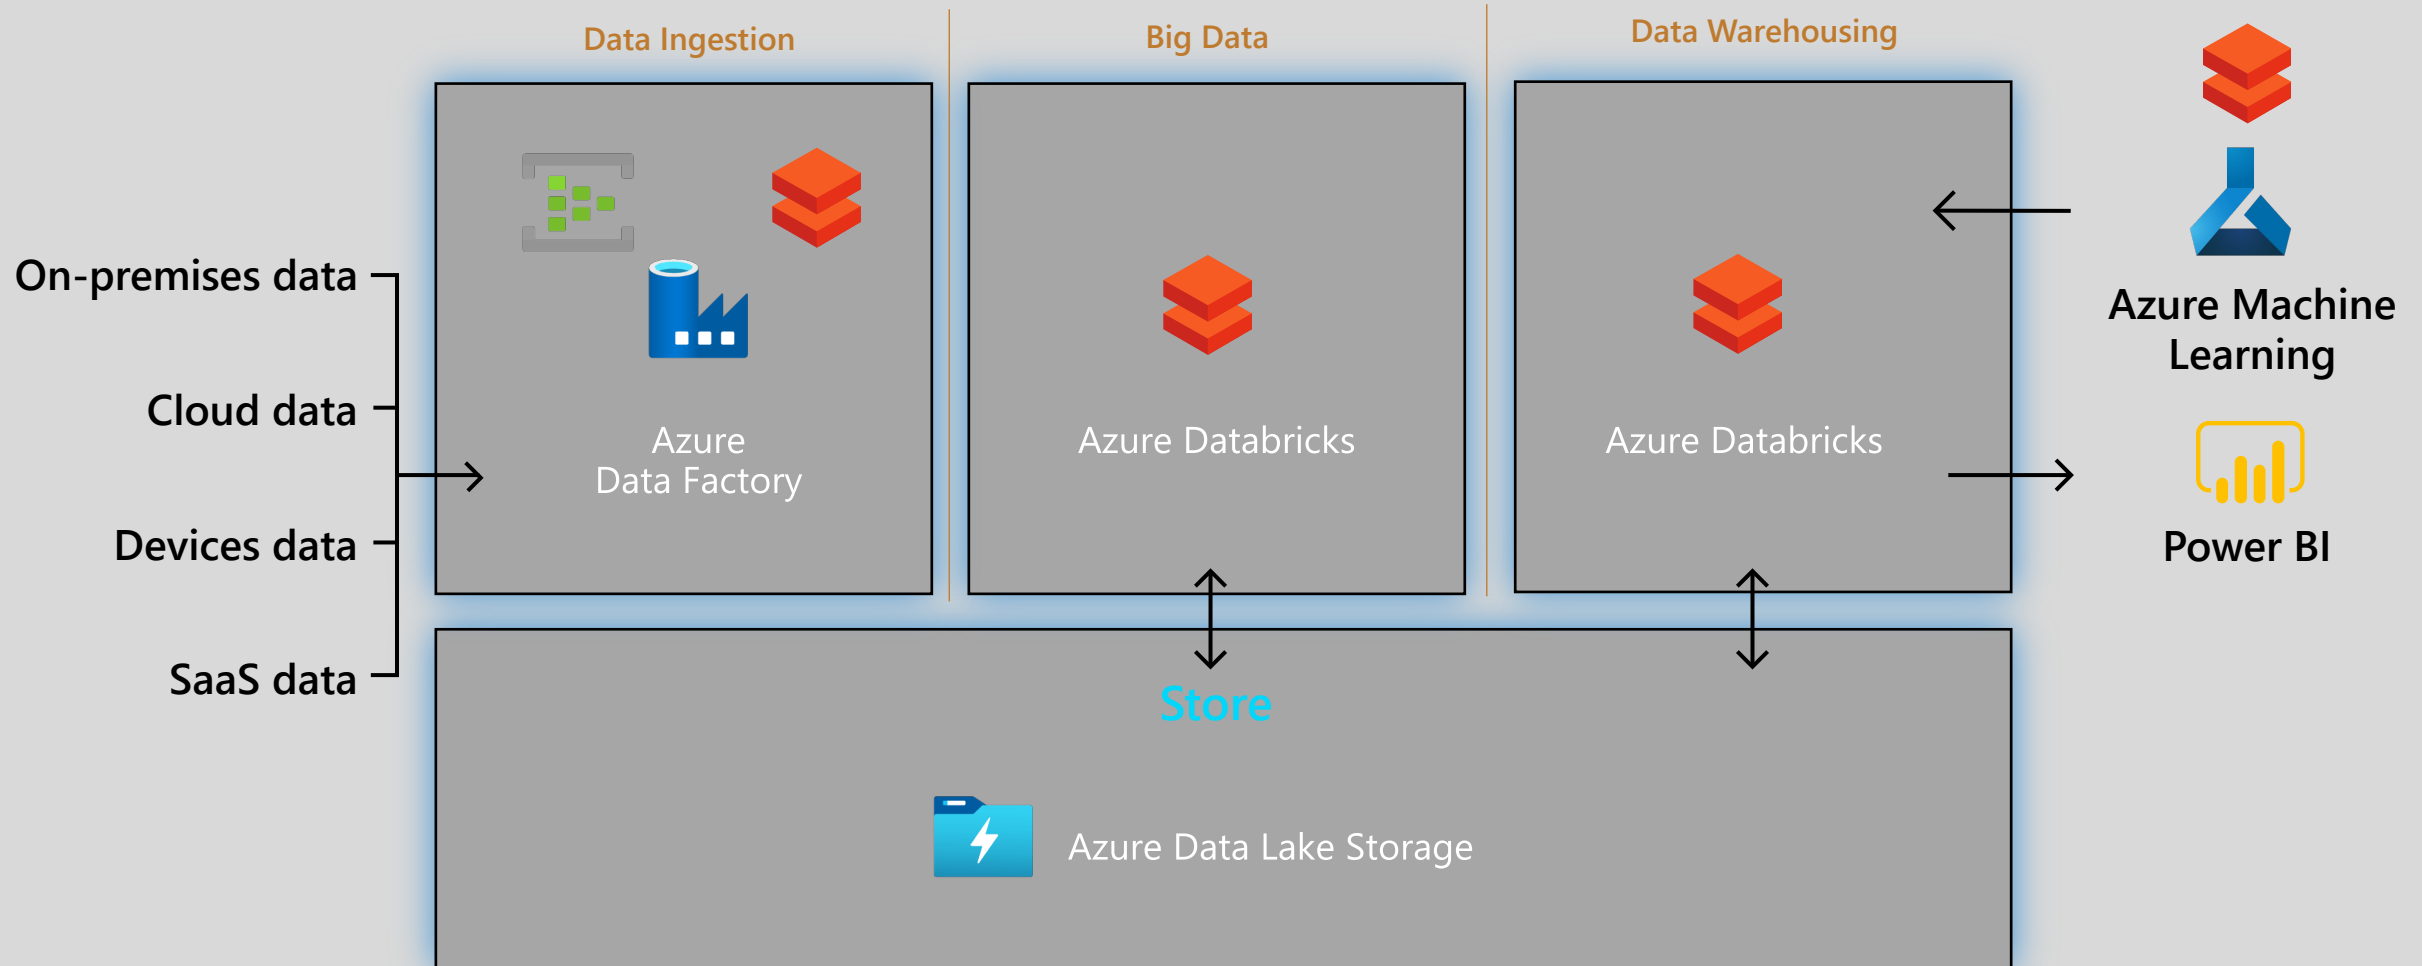 Data Ingestion
Big Data
Data Warehousing
On-premises data
Cloud data
Devices data
SaaS data
Azure
Data Factory
Azure Databricks
Azure Databricks
Azure Machine
Learning
Power BI
Store
Azure Data Lake Storage